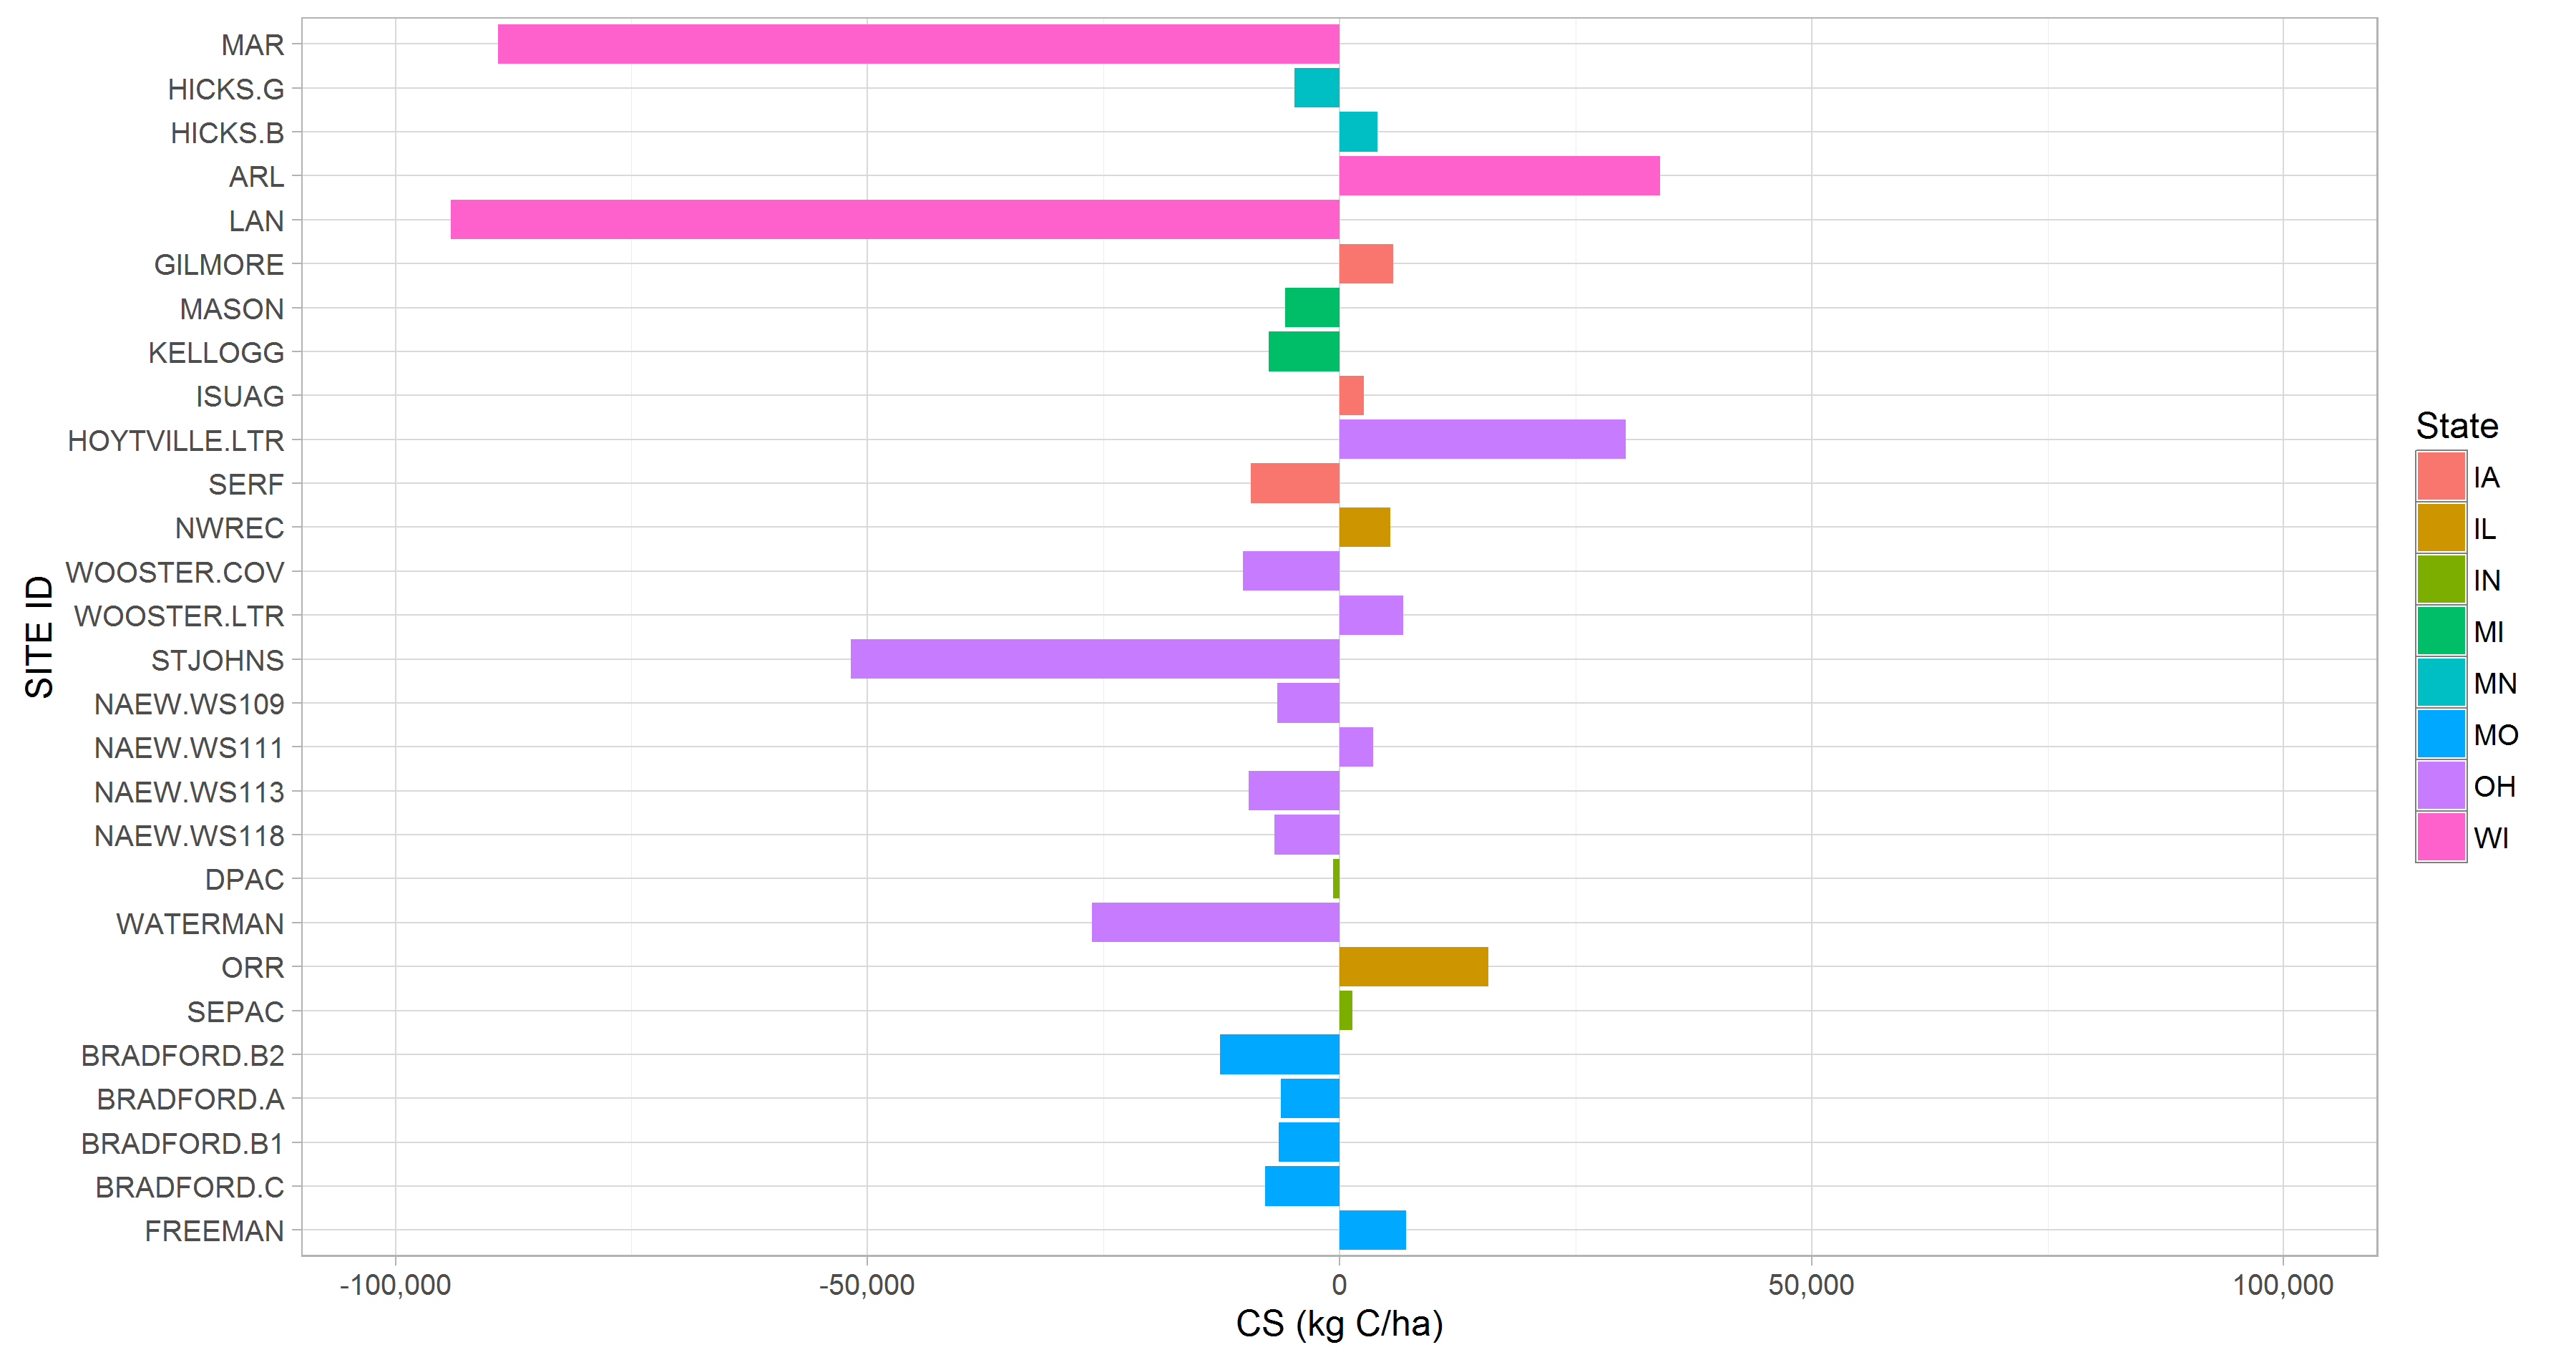 MAR
HICKS.G
HICKS.B
ARL
LAN
GILMORE
MASON
KELLOGG
ISUAG
HOYTVILLE.LTR
SERF
NWREC
WOOSTER.COV
WOOSTER.LTR
STJOHNS
NAEW.WS109
NAEW.WS111
NAEW.WS113
NAEW.WS118
DPAC
WATERMAN
ORR
SEPAC
BRADFORD.B2
BRADFORD.A
BRADFORD.B1
BRADFORD.C
FREEMAN
SITE ID
-100,000
-50,000
0
50,000
100,000
CS (kg C/ha)
State
IA
IL
IN
MI
MN
MO
OH
WI